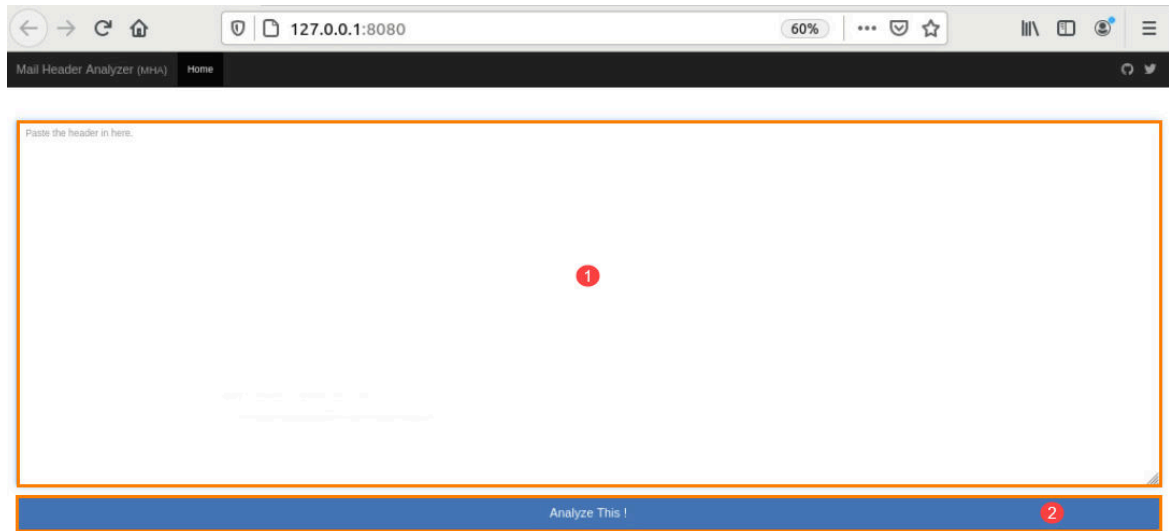 127.0.0.1:8080 60%
Mail Header Analyzer (MHA) Home
Paste the header in here.
1
Analyze This ! 2